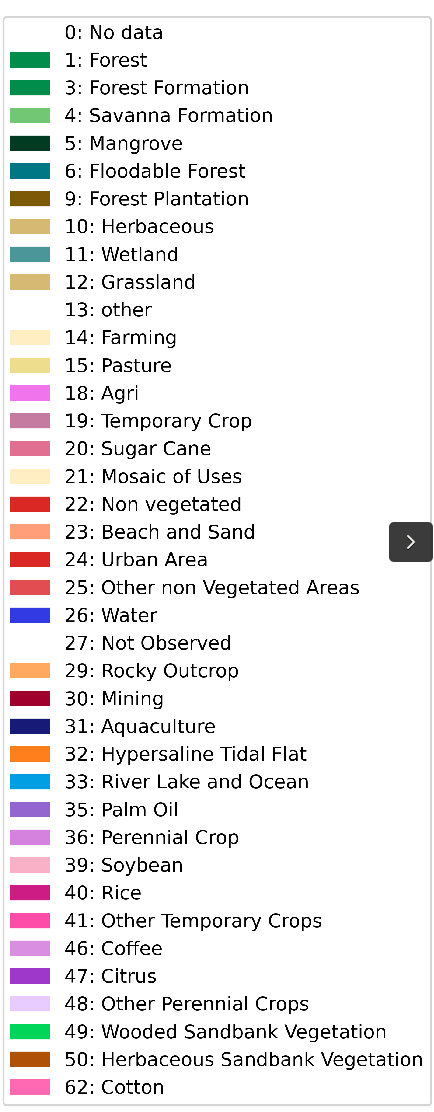 0: No data
1: Forest
3: Forest Formation
4: Savanna Formation
5: Mangrove
6: Floodable Forest
9: Forest Plantation
10: Herbaceous
11: Wetland
12: Grassland
13: other
14: Farming
15: Pasture
18: Agri
19: Temporary Crop
20: Sugar Cane
21: Mosaic of Uses
22: Non vegetated
23: Beach and Sand
24: Urban Area
25: Other non Vegetated Areas
26: Water
27: Not Observed
29: Rocky Outcrop
30: Mining
31: Aquaculture
32: Hypersaline Tidal Flat
33: River Lake and Ocean
35: Palm Oil
36: Perennial Crop
39: Soybean
40: Rice
41: Other Temporary Crops
46: Coffee
47: Citrus
48: Other Perennial Crops
49: Wooded Sandbank Vegetation
50: Herbaceous Sandbank Vegetation
62: Cotton